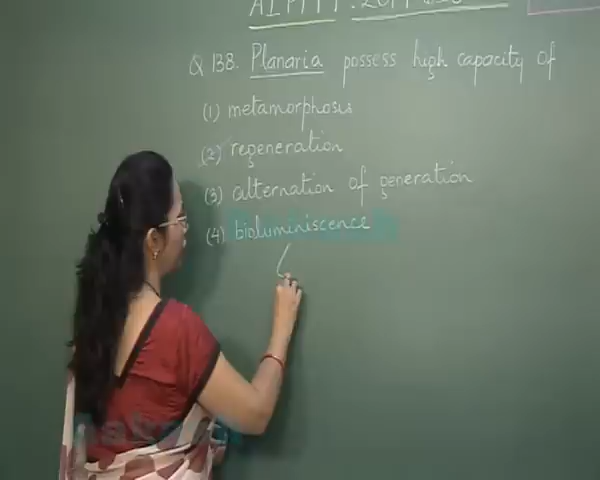 Q 138. Planaria possess high capacity of
(1) metamorphosis
(2) regeneration
(3) alternation of generation
(4) bioluminiscence